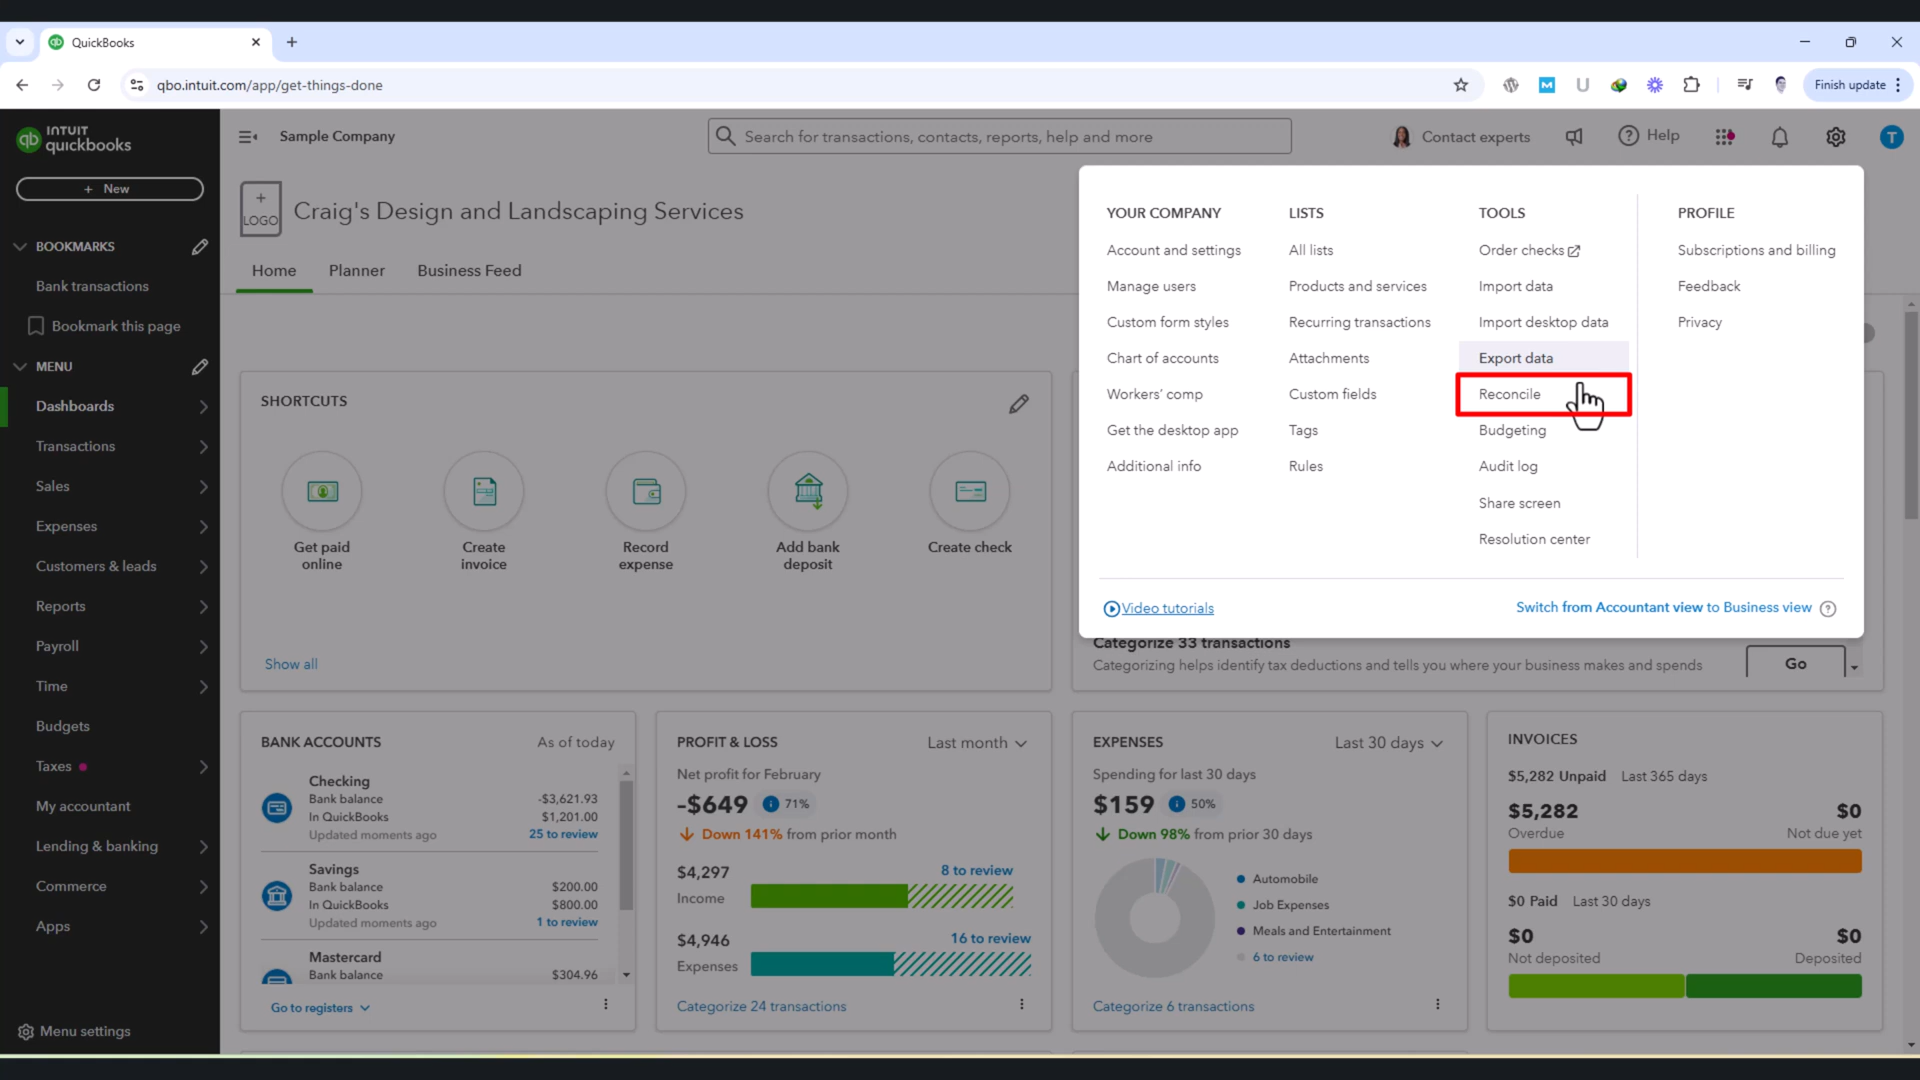 QuickBooks
qbo.intuit.com/app/get-things-done
Finish update
INTUIT
quickbooks
Sample Company
Search for transactions, contacts, reports, help and more
Contact experts
Help
T
+ New
BOOKMARKS
Bank transactions
Bookmark this page
MENU
Dashboards
Transactions
Sales
Expenses
Customers & leads
Reports
Payroll
Time
Budgets
Taxes
My accountant
Lending & banking
Commerce
Apps
Menu settings
+
LOGO
Craig's Design and Landscaping Services
Home
Planner
Business Feed
YOUR COMPANY
Account and settings
Manage users
Custom form styles
Chart of accounts
Workers' comp
Get the desktop app
Additional info
LISTS
All lists
Products and services
Recurring transactions
Attachments
Custom fields
Tags
Rules
TOOLS
Order checks
Import data
Import desktop data
Export data
Reconcile
Budgeting
Audit log
Share screen
Resolution center
PROFILE
Subscriptions and billing
Feedback
Privacy
Video tutorials
Switch from Accountant view to Business view
SHORTCUTS
Get paid
online
Create
invoice
Record
expense
Add bank
deposit
Create check
Show all
Categorize 33 transactions
Categorizing helps identify tax deductions and tells you where your business makes and spends
Go
BANK ACCOUNTS
As of today
Checking
Bank balance -$3,621.93
In QuickBooks $1,201.00
Updated moments ago 25 to review
Savings
Bank balance $200.00
In QuickBooks $800.00
Updated moments ago 1 to review
Mastercard
Bank balance $304.96
Go to registers
PROFIT & LOSS
Last month
Net profit for February
-$649 71%
Down 141% from prior month
$4,297
8 to review
Income
$4,946
16 to review
Expenses
Categorize 24 transactions
EXPENSES
Last 30 days
Spending for last 30 days
$159 50%
Down 98% from prior 30 days
Automobile
Job Expenses
Meals and Entertainment
6 to review
Categorize 6 transactions
INVOICES
$5,282 Unpaid Last 365 days
$5,282 $0
Overdue Not due yet
$0 Paid Last 30 days
$0 $0
Not deposited Deposited